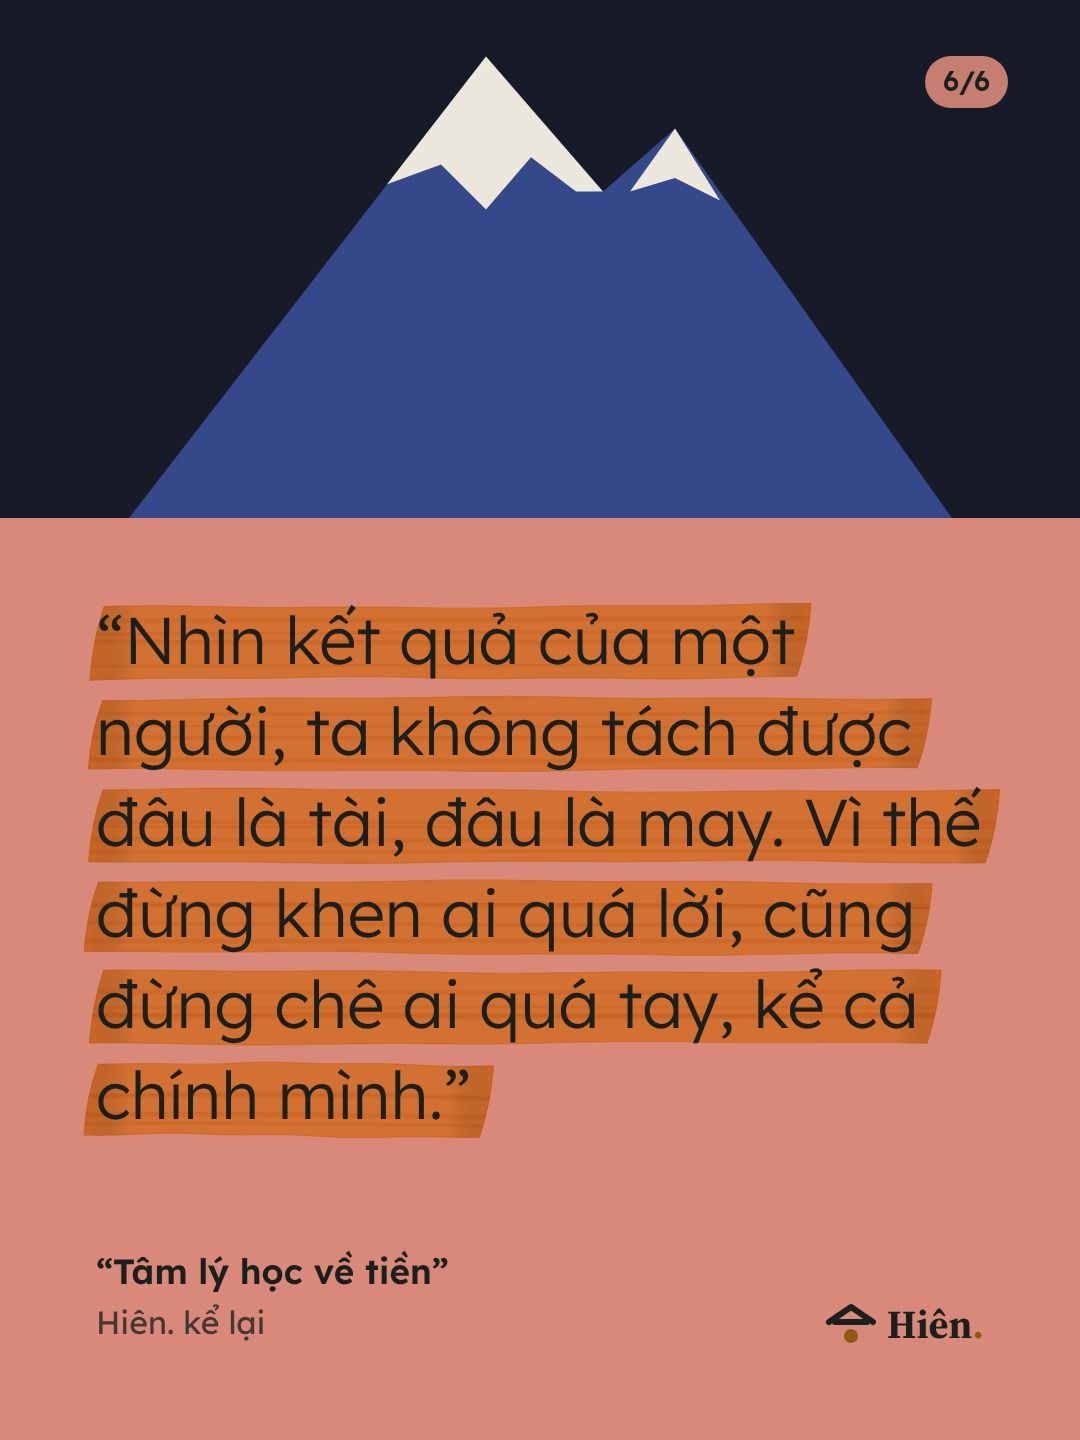 6/6
“Nhìn kết quả của một
người, ta không tách được
đâu là tài, đâu là may. Vì thế
đừng khen ai quá lời, cũng
đừng chê ai quá tay, kể cả
chính mình.”
“Tâm lý học về tiền”
Hiên. kể lại
Hiên.